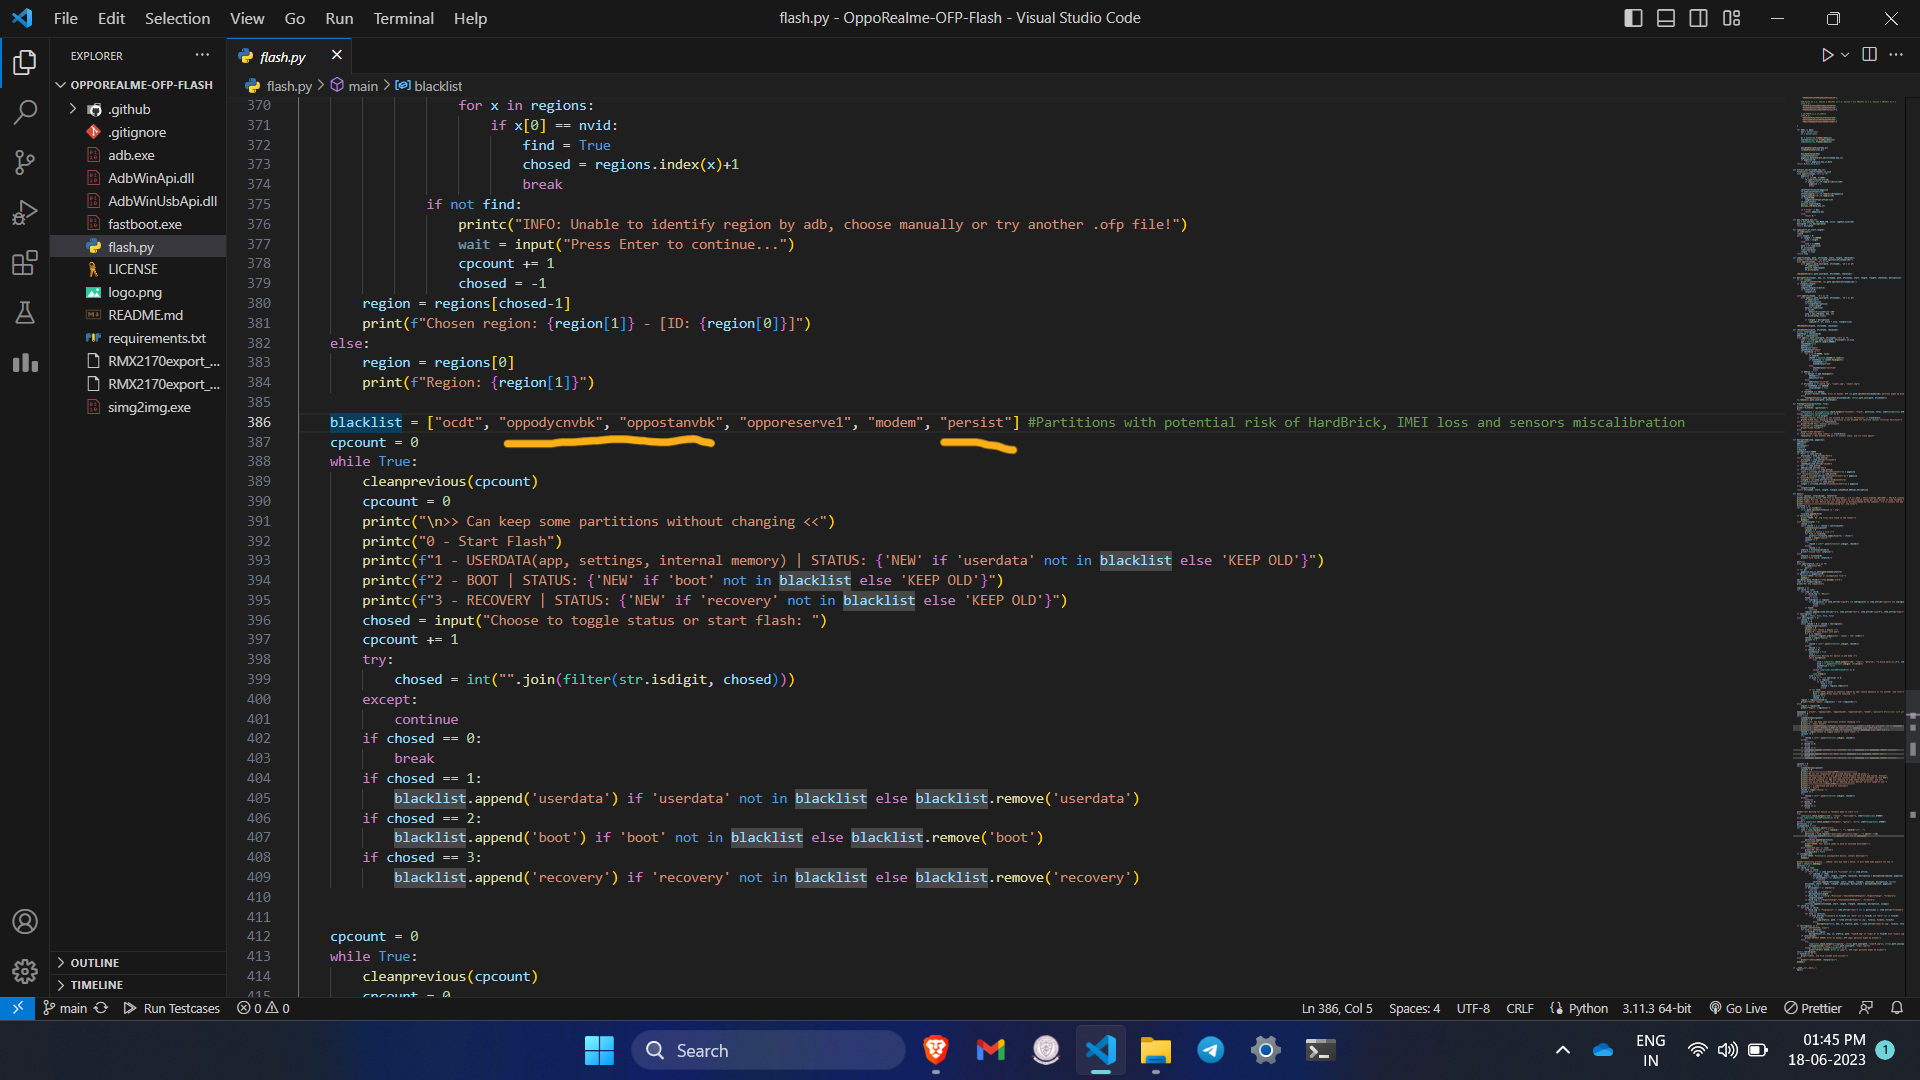 File Edit Selection View Go Run Terminal Help
flash.py - OppoRealme-OFP-Flash - Visual Studio Code
EXPLORER
flash.py
OPPOREALME-OFP-FLASH
flash.py > main > blacklist
.github
.gitignore
adb.exe
AdbWinApi.dll
AdbWinUsbApi.dll
fastboot.exe
flash.py
LICENSE
logo.png
README.md
requirements.txt
RMX2170export_...
RMX2170export_...
simg2img.exe
370 for x in regions:
371 if x[0] == nvid:
372 find = True
373 chosed = regions.index(x)+1
374 break
375 if not find:
376 printc("INFO: Unable to identify region by adb, choose manually or try another .ofp file!")
377 wait = input("Press Enter to continue...")
378 cpcount += 1
379 chosed = -1
380 region = regions[chosed-1]
381 print(f"Chosen region: {region[1]} - [ID: {region[0]}]")
382 else:
383 region = regions[0]
384 print(f"Region: {region[1]}")
385
386 blacklist = ["ocdt", "oppodycnvbk", "oppostanvbk", "opporeserve1", "modem", "persist"] #Partitions with potential risk of HardBrick, IMEI loss and sensors miscalibration
387 cpcount = 0
388 while True:
389 cleanprevious(cpcount)
390 cpcount = 0
391 printc("\n>> Can keep some partitions without changing <<")
392 printc("0 - Start Flash")
393 printc(f"1 - USERDATA(app, settings, internal memory) | STATUS: {'NEW' if 'userdata' not in blacklist else 'KEEP OLD'}")
394 printc(f"2 - BOOT | STATUS: {'NEW' if 'boot' not in blacklist else 'KEEP OLD'}")
395 printc(f"3 - RECOVERY | STATUS: {'NEW' if 'recovery' not in blacklist else 'KEEP OLD'}")
396 chosed = input("Choose to toggle status or start flash: ")
397 cpcount += 1
398 try:
399 chosed = int("".join(filter(str.isdigit, chosed)))
400 except:
401 continue
402 if chosed == 0:
403 break
404 if chosed == 1:
405 blacklist.append('userdata') if 'userdata' not in blacklist else blacklist.remove('userdata')
406 if chosed == 2:
407 blacklist.append('boot') if 'boot' not in blacklist else blacklist.remove('boot')
408 if chosed == 3:
409 blacklist.append('recovery') if 'recovery' not in blacklist else blacklist.remove('recovery')
410
411
412 cpcount = 0
413 while True:
414 cleanprevious(cpcount)
415 cpcount = 0
OUTLINE
TIMELINE
main Run Testcases 0 0
Ln 386, Col 5 Spaces: 4 UTF-8 CRLF Python 3.11.3 64-bit Go Live Prettier
Search
ENG
IN
01:45 PM
18-06-2023
1